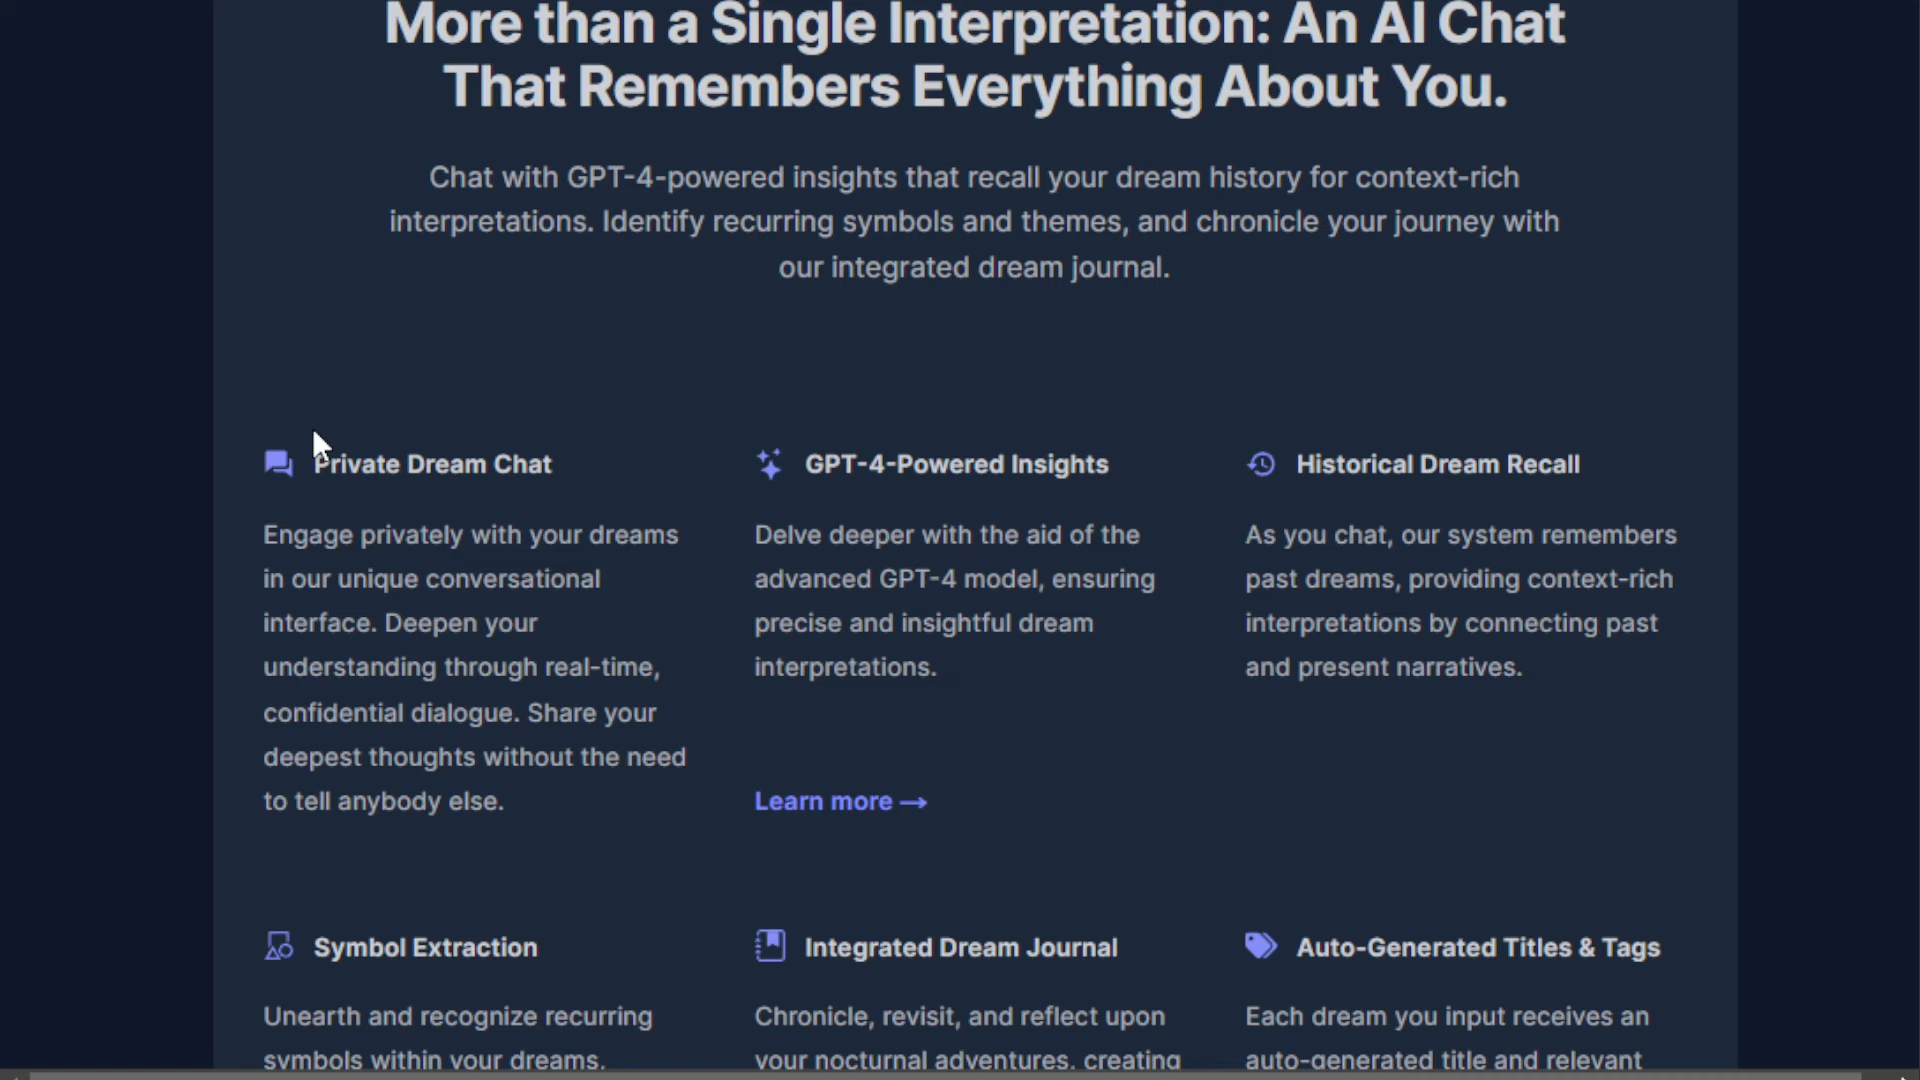 More than a Single Interpretation: An AI Chat
That Remembers Everything About You.
Chat with GPT-4-powered insights that recall your dream history for context-rich
interpretations. Identify recurring symbols and themes, and chronicle your journey with
our integrated dream journal.
Private Dream Chat
Engage privately with your dreams
in our unique conversational
interface. Deepen your
understanding through real-time,
confidential dialogue. Share your
deepest thoughts without the need
to tell anybody else.
GPT-4-Powered Insights
Delve deeper with the aid of the
advanced GPT-4 model, ensuring
precise and insightful dream
interpretations.
Learn more →
Historical Dream Recall
As you chat, our system remembers
past dreams, providing context-rich
interpretations by connecting past
and present narratives.
Symbol Extraction
Unearth and recognize recurring
symbols within your dreams,
Integrated Dream Journal
Chronicle, revisit, and reflect upon
your nocturnal adventures, creating
Auto-Generated Titles & Tags
Each dream you input receives an
auto-generated title and relevant